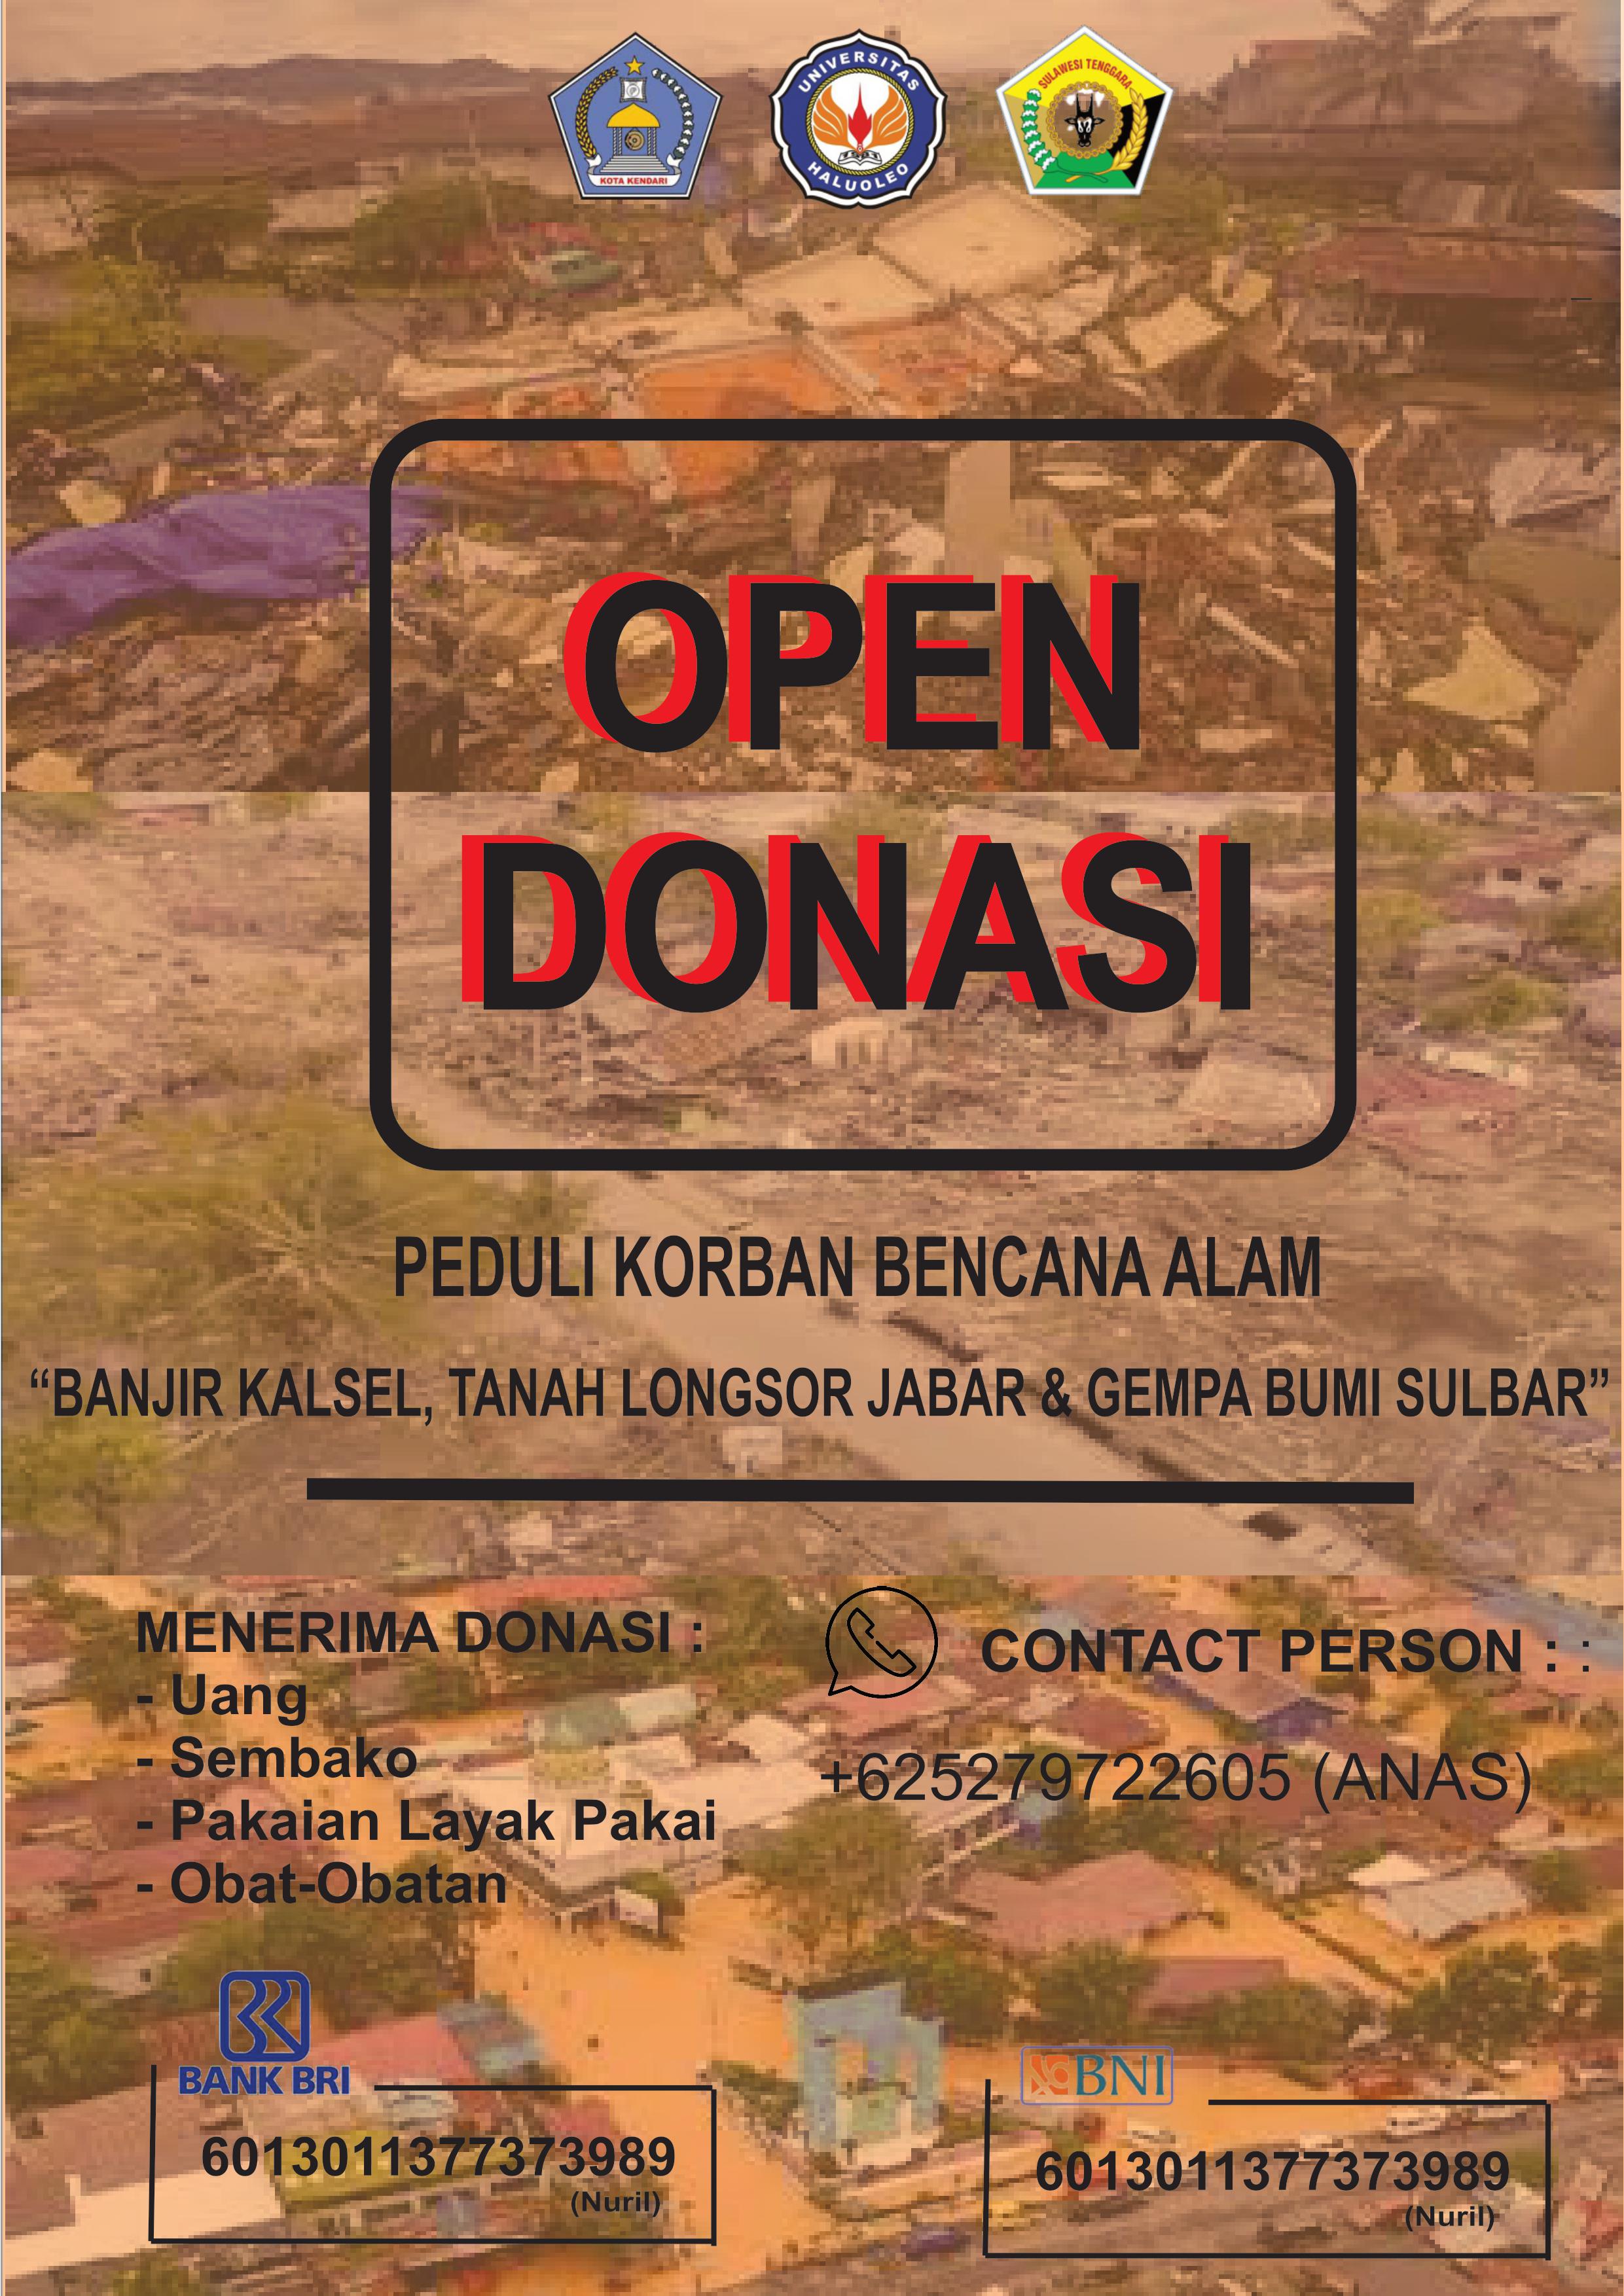 KOTA KENDARI
UNIVERSITAS
HALUOLEO
SULAWESI TENGGARA
OPEN
DONASI
PEDULI KORBAN BENCANA ALAM
“BANJIR KALSEL, TANAH LONGSOR JABAR & GEMPA BUMI SULBAR”
MENERIMA DONASI :
- Uang
- Sembako
- Pakaian Layak Pakai
- Obat-Obatan
CONTACT PERSON : :
+625279722605 (ANAS)
BANK BRI
6013011377373989
(Nuril)
BNI
6013011377373989
(Nuril)